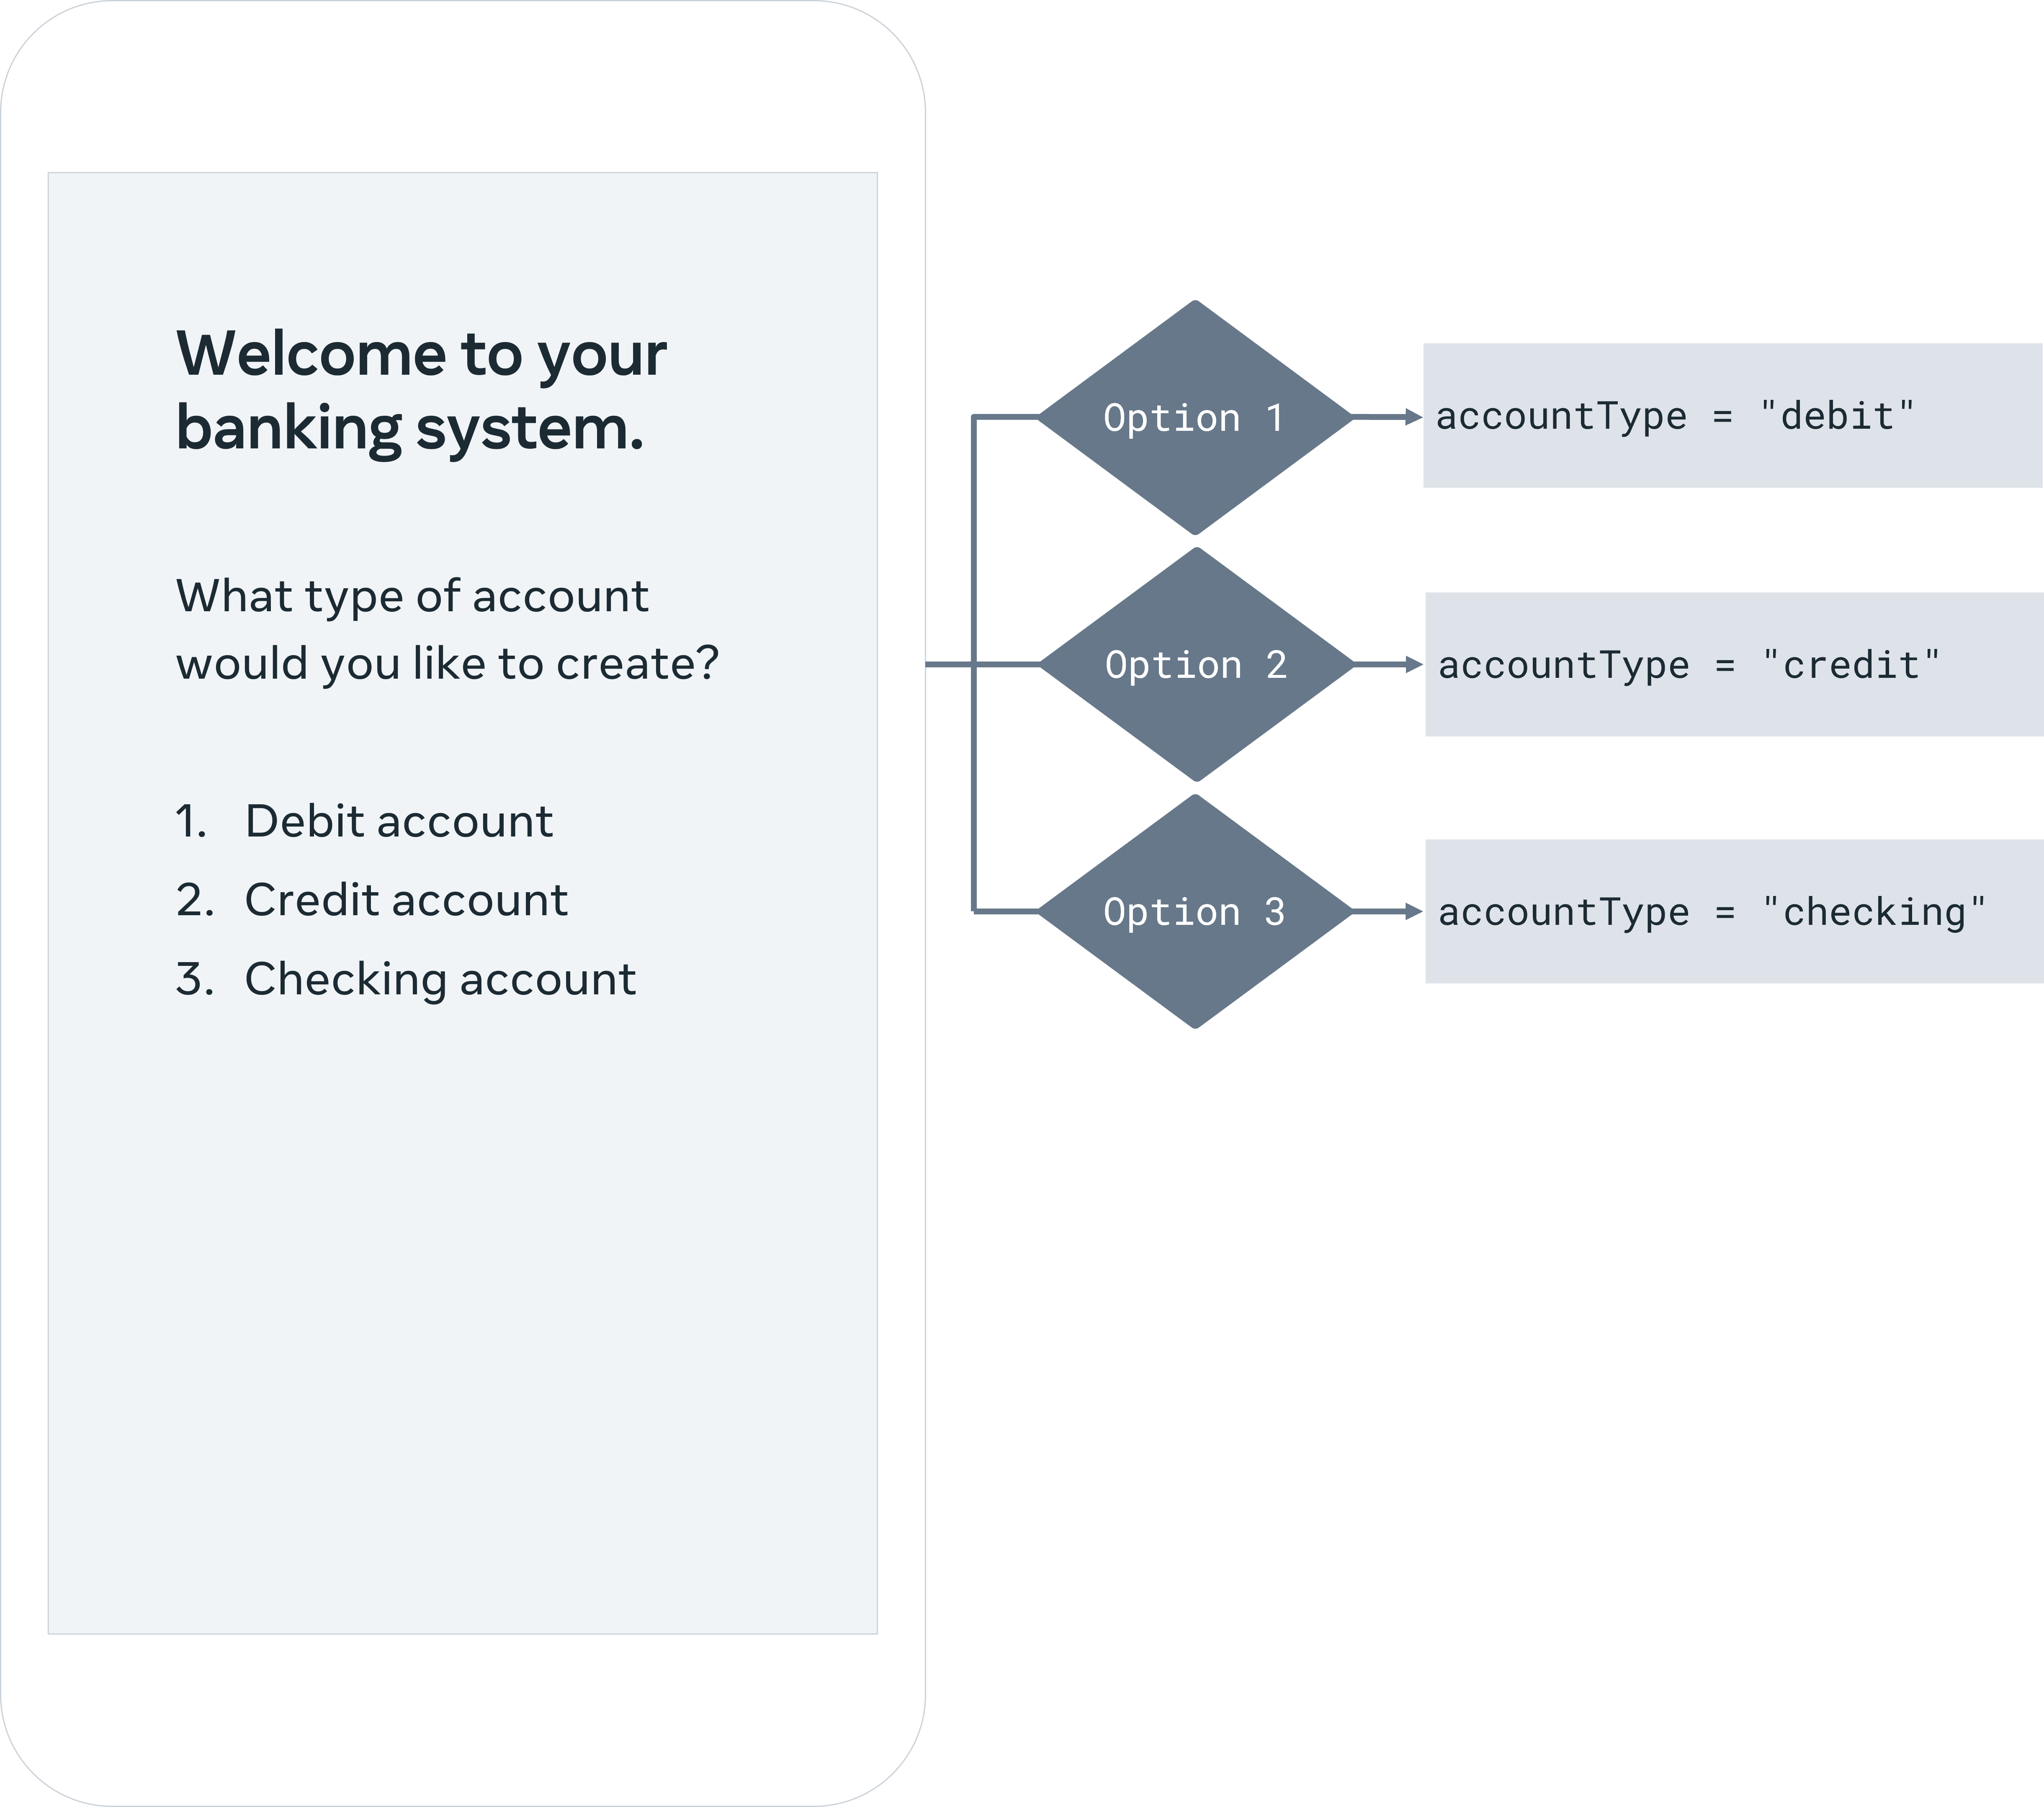 Welcome to your
banking system.
What type of account
would you like to create?
1. Debit account
2. Credit account
3. Checking account
Option 1
accountType = "debit"
Option 2
accountType = "credit"
Option 3
accountType = "checking"